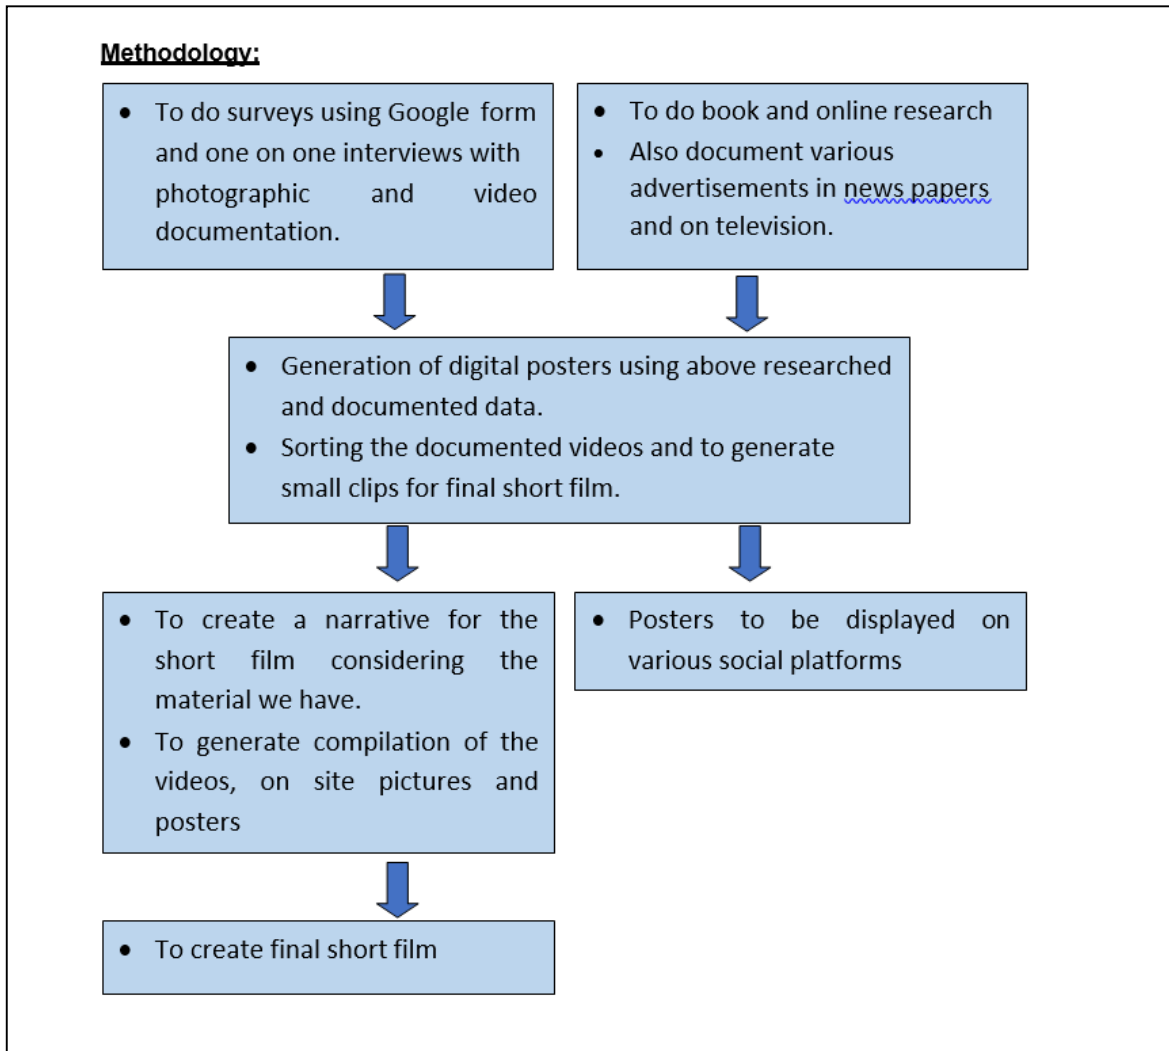 Methodology:
• To do surveys using Google form
and one on one interviews with
photographic and video
documentation.
• To do book and online research
• Also document various
advertisements in news papers
and on television.
• Generation of digital posters using above researched
and documented data.
• Sorting the documented videos and to generate
small clips for final short film.
• To create a narrative for the
short film considering the
material we have.
• To generate compilation of the
videos, on site pictures and
posters
• Posters to be displayed on
various social platforms
• To create final short film